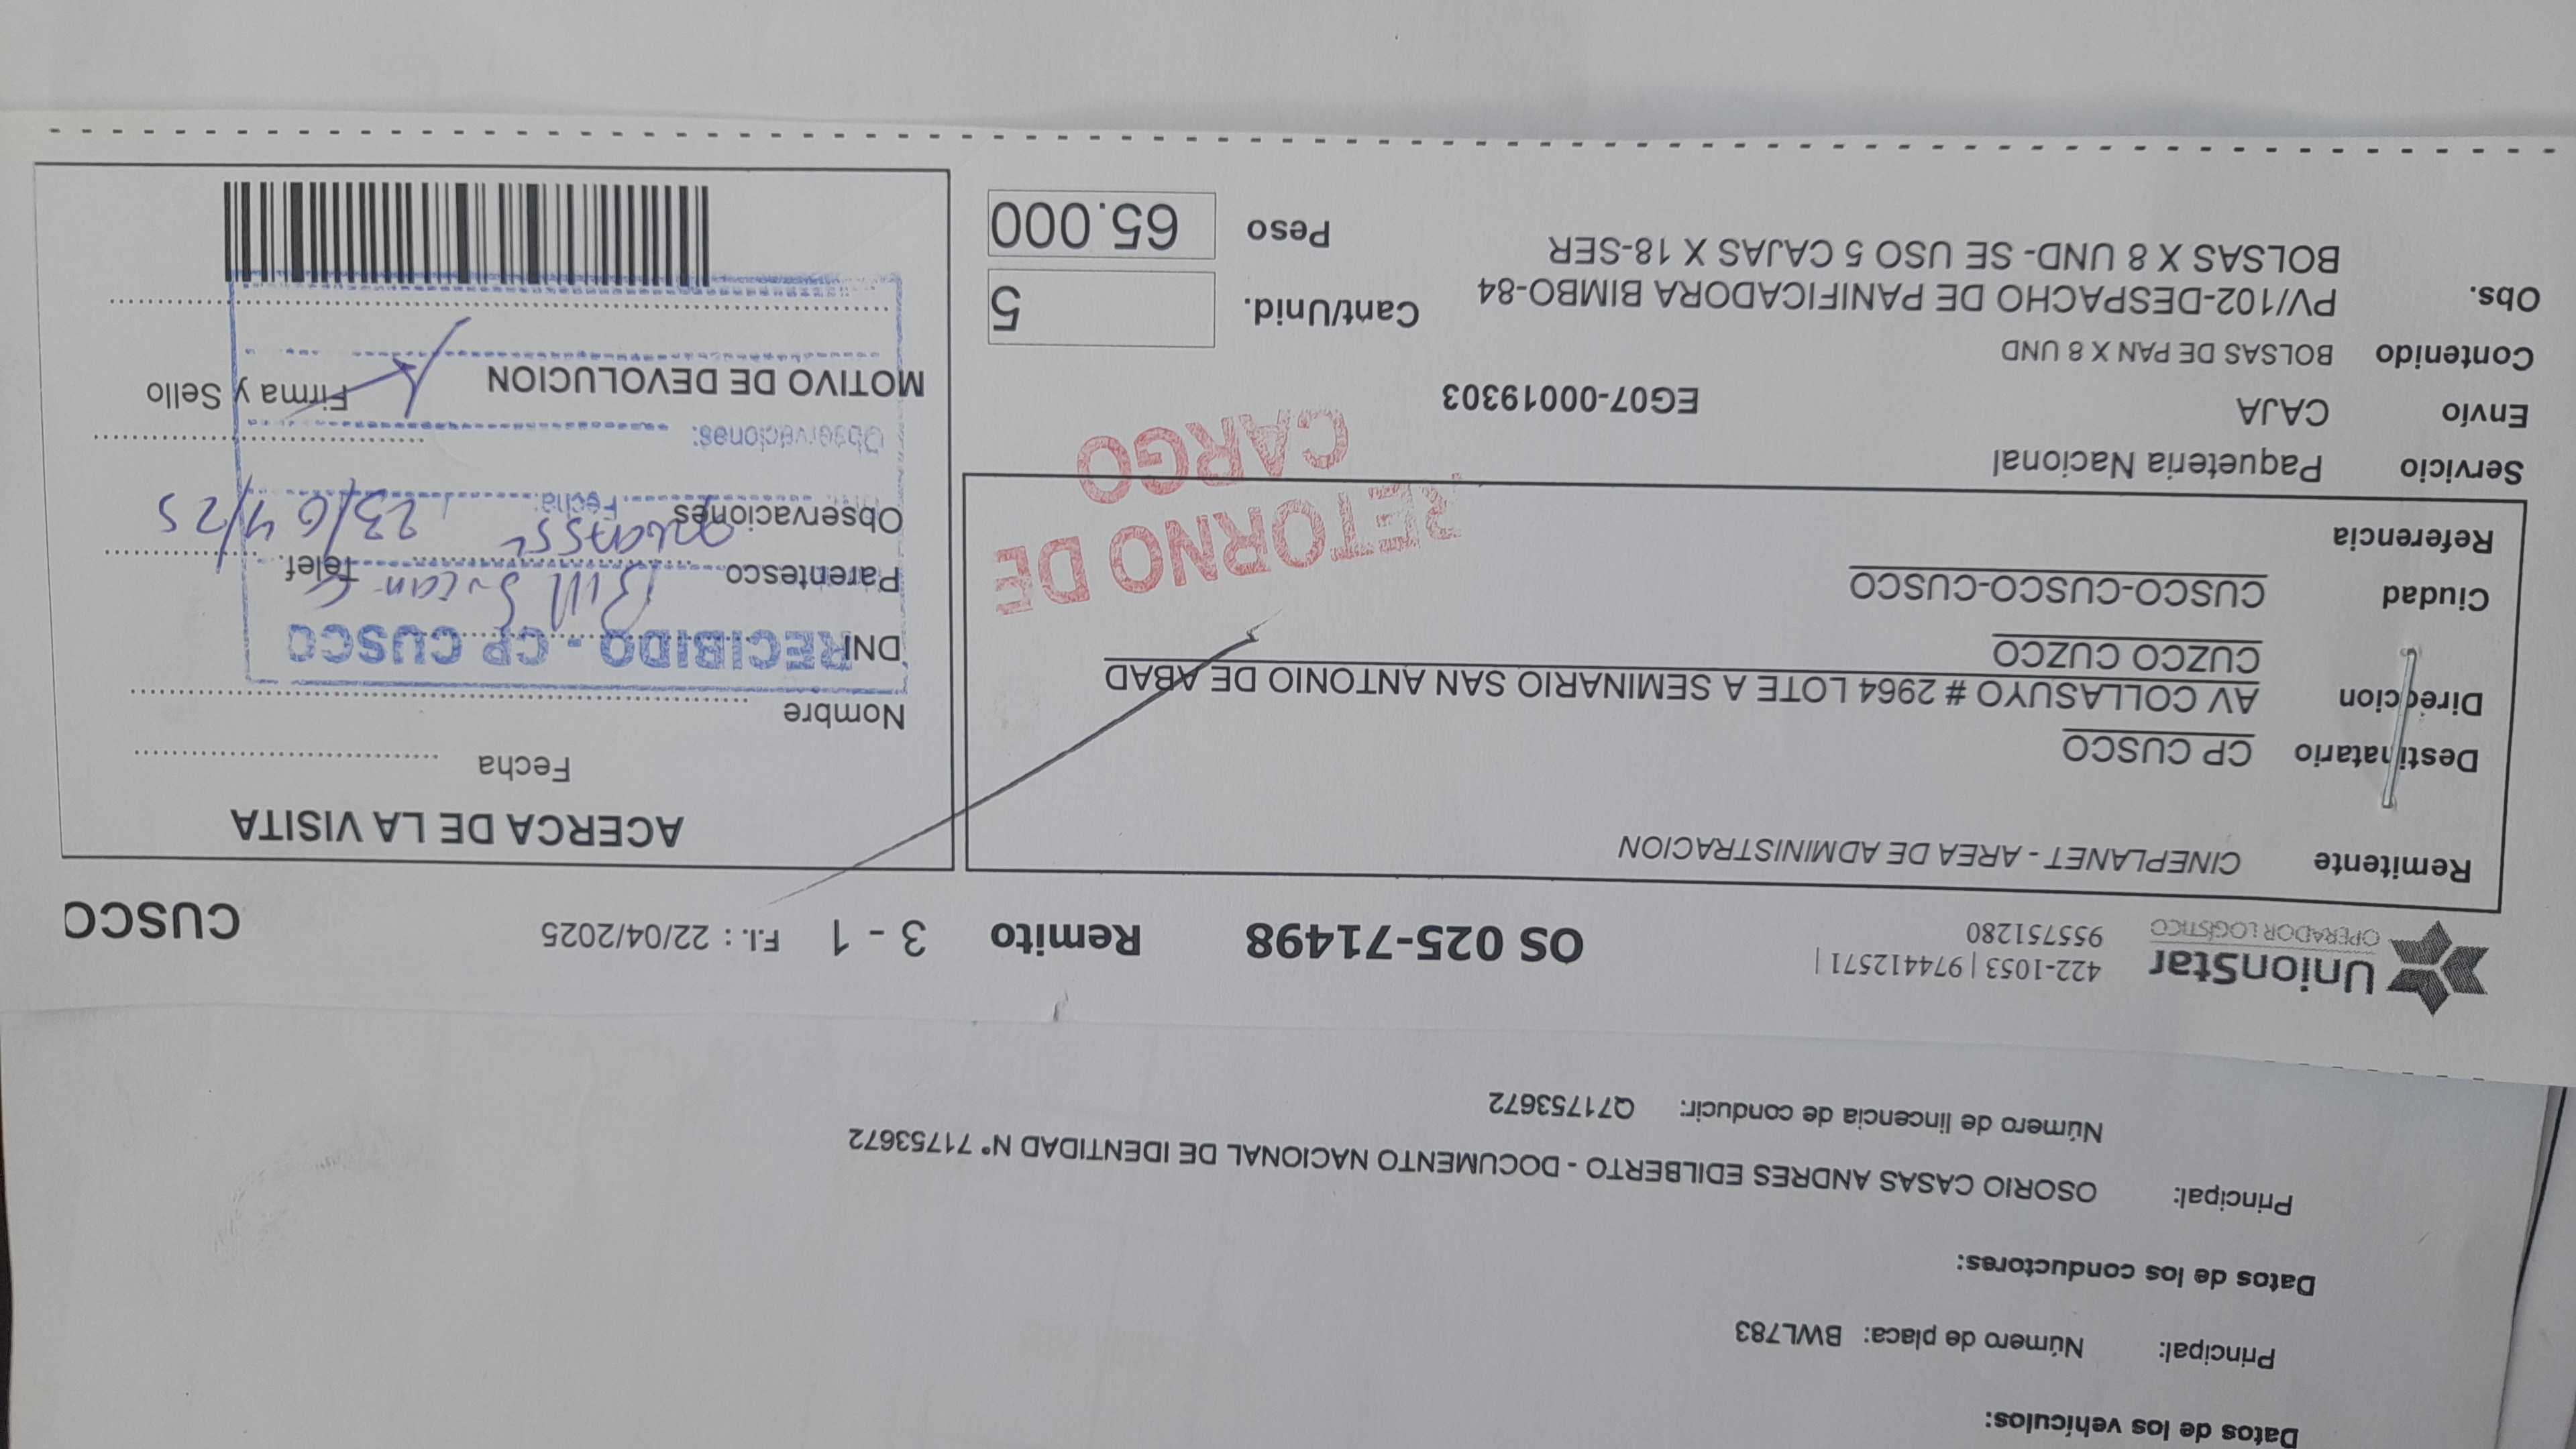 Datos de los vehículos:
Principal: Número de placa: BWL783
Datos de los conductores:
Principal: OSORIO CASAS ANDRES EDILBERTO - DOCUMENTO NACIONAL DE IDENTIDAD N° 71753672
Número de lincencia de conducir: Q71753672
UnionStar
OPERADOR LOGÍSTICO
422-1053 | 974412571 |
955751280
OS 025-71498 Remito 3 - 1 F.I. : 22/04/2025 CUSCO
Remitente CINEPLANET - AREA DE ADMINISTRACION
Destinatario CP CUSCO
Direccion AV COLLASUYO # 2964 LOTE A SEMINARIO SAN ANTONIO DE ABAD
CUZCO CUZCO
Ciudad CUSCO-CUSCO-CUSCO
Referencia
RETORNO DE
CARGO
Servicio Paqueteria Nacional
Envío CAJA EG07-00019303
Contenido BOLSAS DE PAN X 8 UND
Obs. PV/102-DESPACHO DE PANIFICADORA BIMBO-84
BOLSAS X 8 UND- SE USO 5 CAJAS X 18-SER
Cant/Unid. 5
Peso 65.000
ACERCA DE LA VISITA
Fecha
Nombre
DNI
RECIBIDO - CP CUSCO
Parentesco Telef.
Bill
Observaciones
Fecha: 23/04/25
Observaciones:
MOTIVO DE DEVOLUCION Firma y Sello